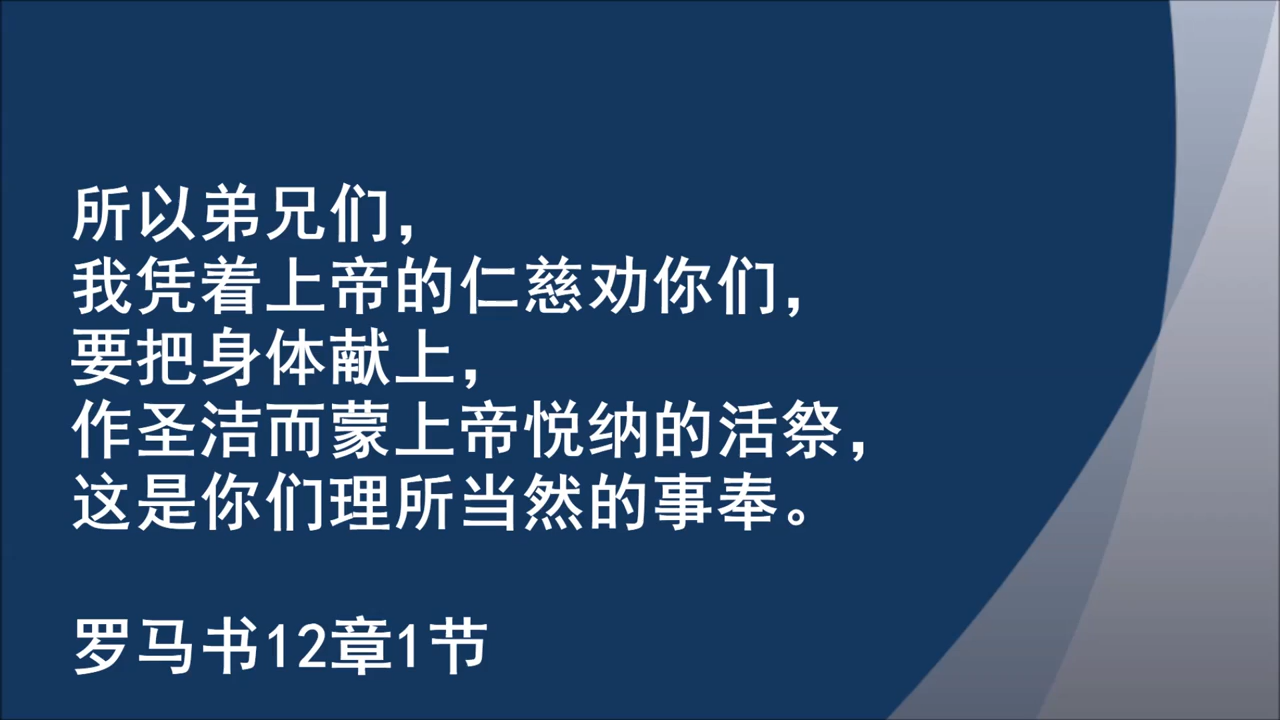 所以弟兄们，
我凭着上帝的仁慈劝你们，
要把身体献上，
作圣洁而蒙上帝悦纳的活祭，
这是你们理所当然的事奉。
罗马书12章1节